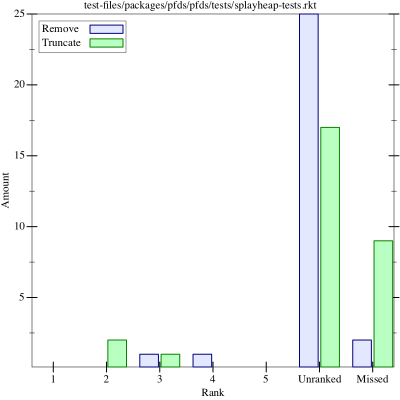 test-files/packages/pfds/pfds/tests/splayheap-tests.rkt
Remove
Truncate
25
20
15
10
5
Amount
1 2 3 4 5 Unranked Missed
Rank